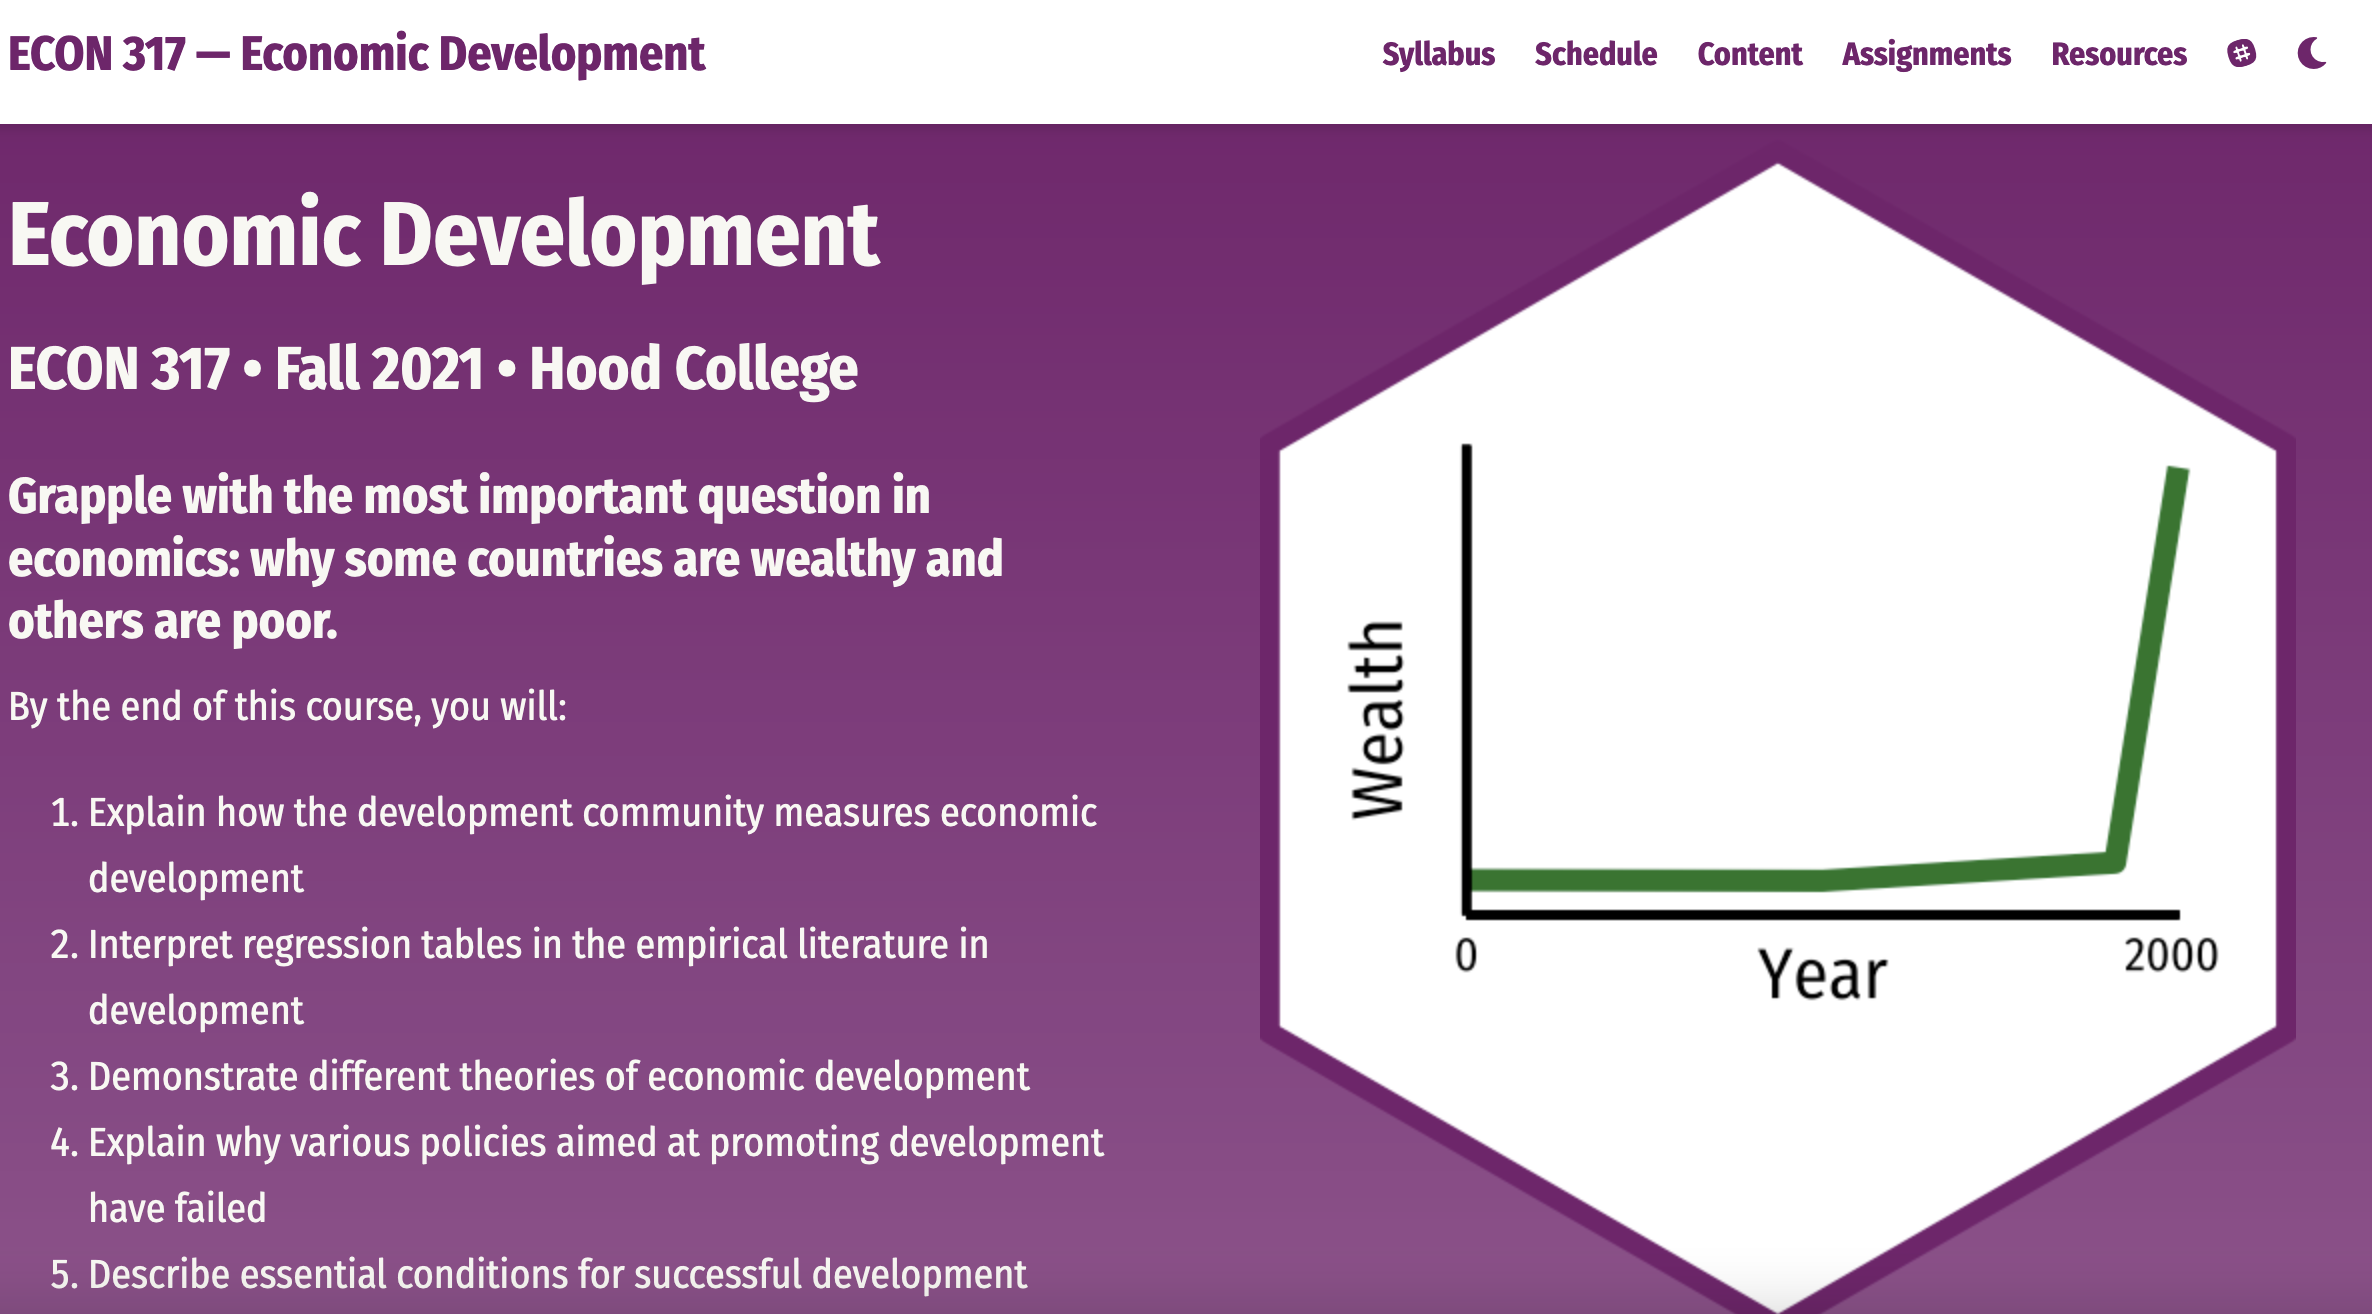 ECON 317 — Economic Development
Syllabus Schedule Content Assignments Resources
Economic Development
ECON 317 • Fall 2021 • Hood College
Grapple with the most important question in
economics: why some countries are wealthy and
others are poor.
By the end of this course, you will:
1. Explain how the development community measures economic
development
2. Interpret regression tables in the empirical literature in
development
3. Demonstrate different theories of economic development
4. Explain why various policies aimed at promoting development
have failed
5. Describe essential conditions for successful development
Wealth
0
2000
Year